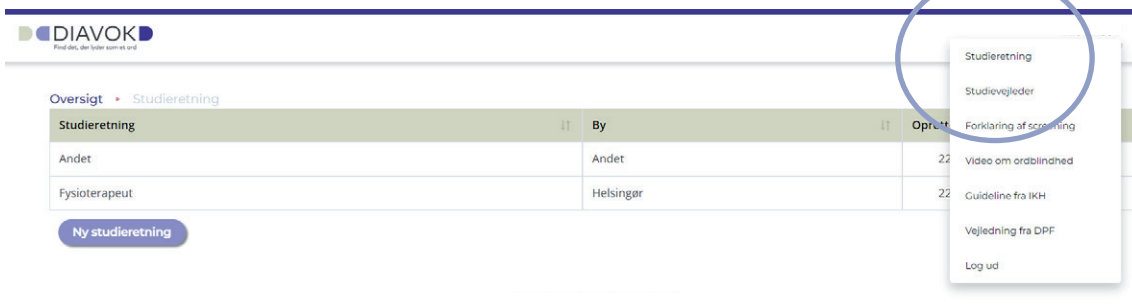 DIAVOK
Find det, der lyder som et ord
Studieretning
Studievejleder
Forklaring af screening
Video om ordblindhed
Guideline fra IKH
Vejledning fra DPF
Log ud
Oversigt • Studieretning
Studieretning By
Andet Andet 22
Fysioterapeut Helsingør 22
Ny studieretning